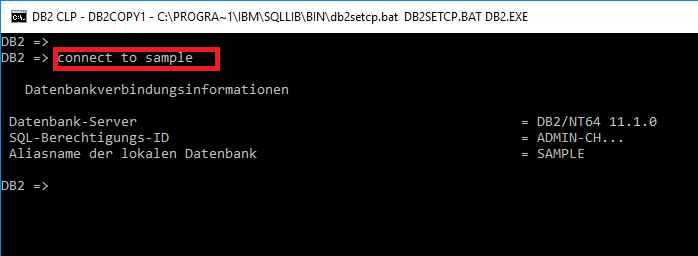 DB2 CLP - DB2COPY1 - C:\PROGRA~1\IBM\SQLLIB\BIN\db2setcp.bat DB2SETCP.BAT DB2.EXE
DB2 =>
DB2 => connect to sample
Datenbankverbindungsinformationen
Datenbank-Server = DB2/NT64 11.1.0
SQL-Berechtigungs-ID = ADMIN-CH...
Aliasname der lokalen Datenbank = SAMPLE
DB2 =>